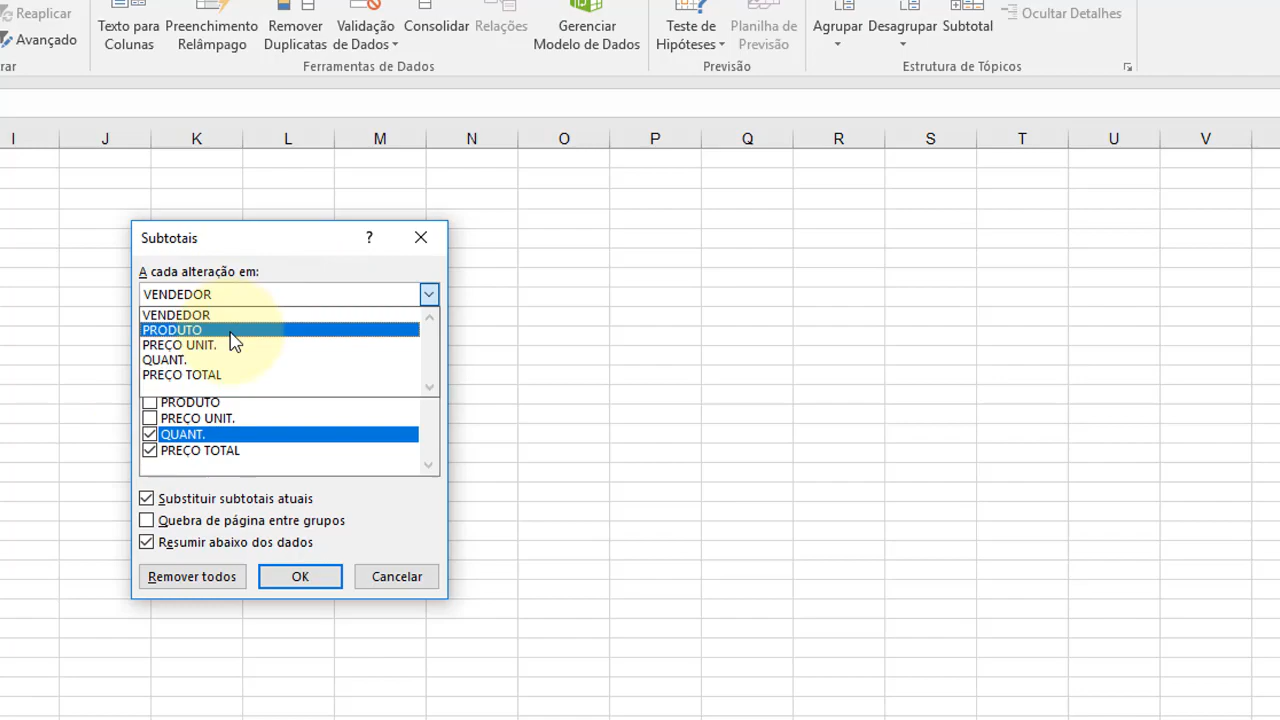 Reaplicar
Avançado
rar
Texto para Colunas
Preenchimento Relâmpago
Remover Duplicatas
Validação de Dados
Consolidar
Relações
Gerenciar Modelo de Dados
Ferramentas de Dados
Teste de Hipóteses
Planilha de Previsão
Previsão
Agrupar
Desagrupar
Subtotal
Ocultar Detalhes
Estrutura de Tópicos
I J K L M N O P Q R S T U V
Subtotais ?
A cada alteração em:
VENDEDOR
VENDEDOR
PRODUTO
PREÇO UNIT.
QUANT.
PREÇO TOTAL
PRODUTO
PREÇO UNIT.
QUANT.
PREÇO TOTAL
Substituir subtotais atuais
Quebra de página entre grupos
Resumir abaixo dos dados
Remover todos
OK
Cancelar